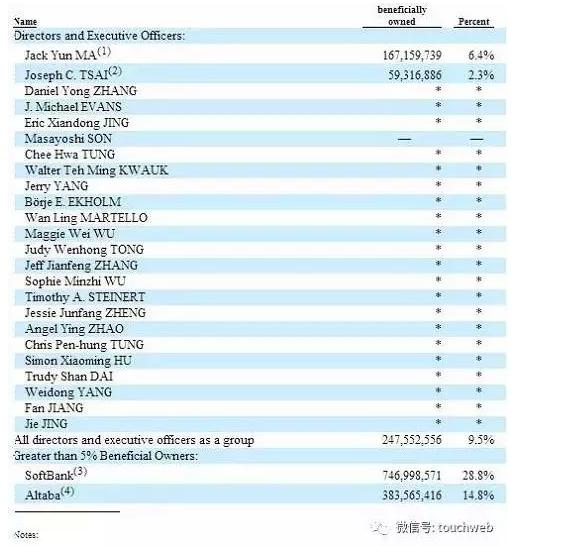 beneficially
Name owned Percent
Directors and Executive Officers:
Jack Yun MA(1) 167,159,739 6.4%
Joseph C. TSAI(2) 59,316,886 2.3%
Daniel Yong ZHANG * *
J. Michael EVANS * *
Eric Xiandong JING * *
Masayoshi SON — —
Chee Hwa TUNG * *
Walter Teh Ming KWAUK * *
Jerry YANG * *
Börje E. EKHOLM * *
Wan Ling MARTELLO * *
Maggie Wei WU * *
Judy Wenhong TONG * *
Jeff Jianfeng ZHANG * *
Sophie Minzhi WU * *
Timothy A. STEINERT * *
Jessie Junfang ZHENG * *
Angel Ying ZHAO * *
Chris Pen-hung TUNG * *
Simon Xiaoming HU * *
Trudy Shan DAI * *
Weidong YANG * *
Fan JIANG * *
Jie JING * *
All directors and executive officers as a group 247,552,556 9.5%
Greater than 5% Beneficial Owners:
SoftBank(3) 746,998,571 28.8%
Altaba(4) 383,565,416 14.8%
微信号: touchweb
Notes: